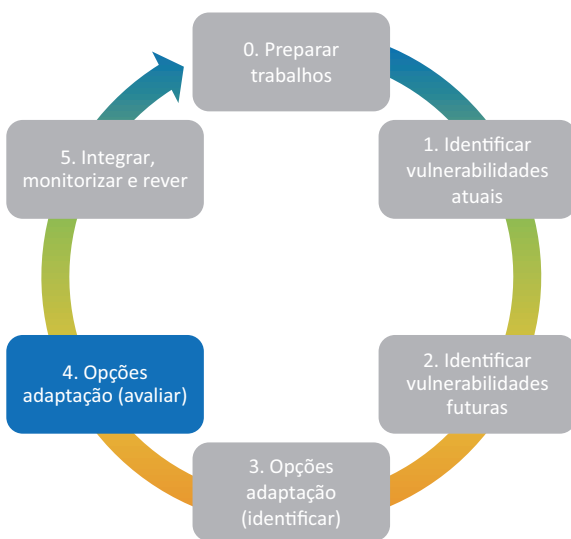 0. Preparar
trabalhos
1. Identificar
vulnerabilidades
atuais
2. Identificar
vulnerabilidades
futuras
3. Opções
adaptação
(identificar)
4. Opções
adaptação (avaliar)
5. Integrar,
monitorizar e rever